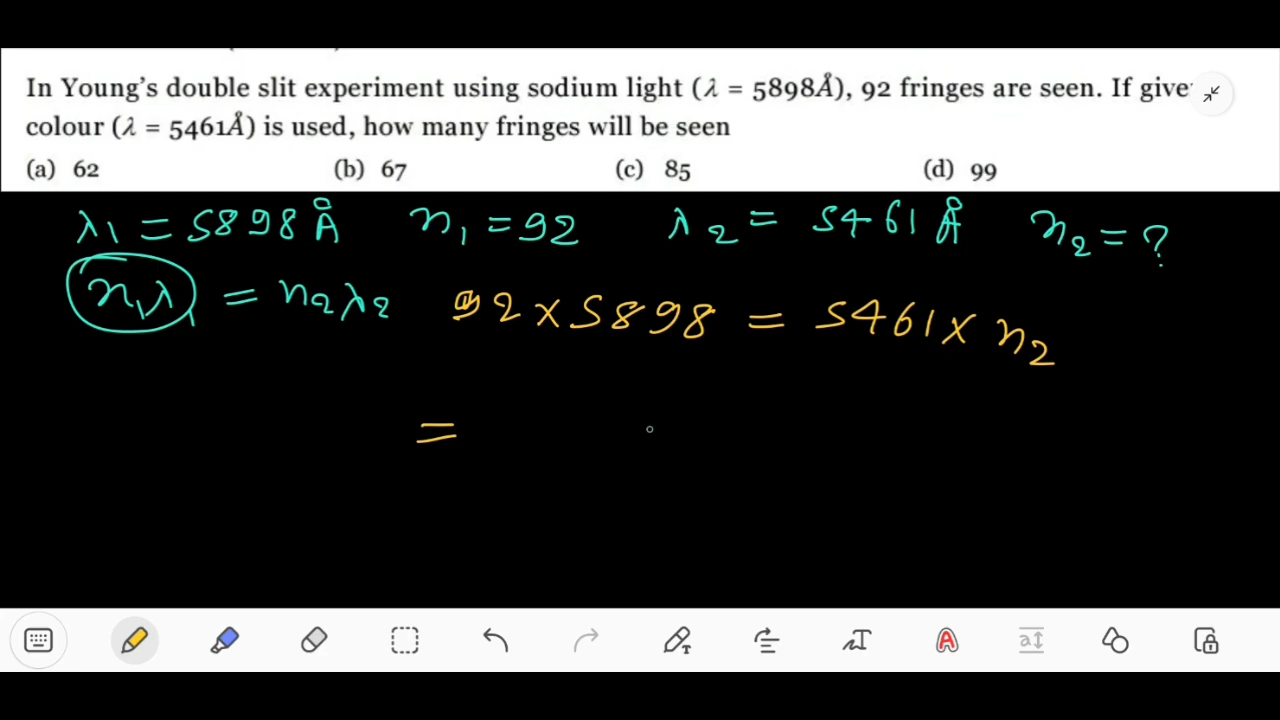 In Young's double slit experiment using sodium light (λ = 5898Å), 92 fringes are seen. If give
colour (λ = 5461Å) is used, how many fringes will be seen
(a) 62 (b) 67 (c) 85 (d) 99
λ1 = 5898 Å n1 = 92 λ2 = 5461 Å n2 = ?
n1λ1 = n2λ2 92 × 5898 = 5461 × n2
=